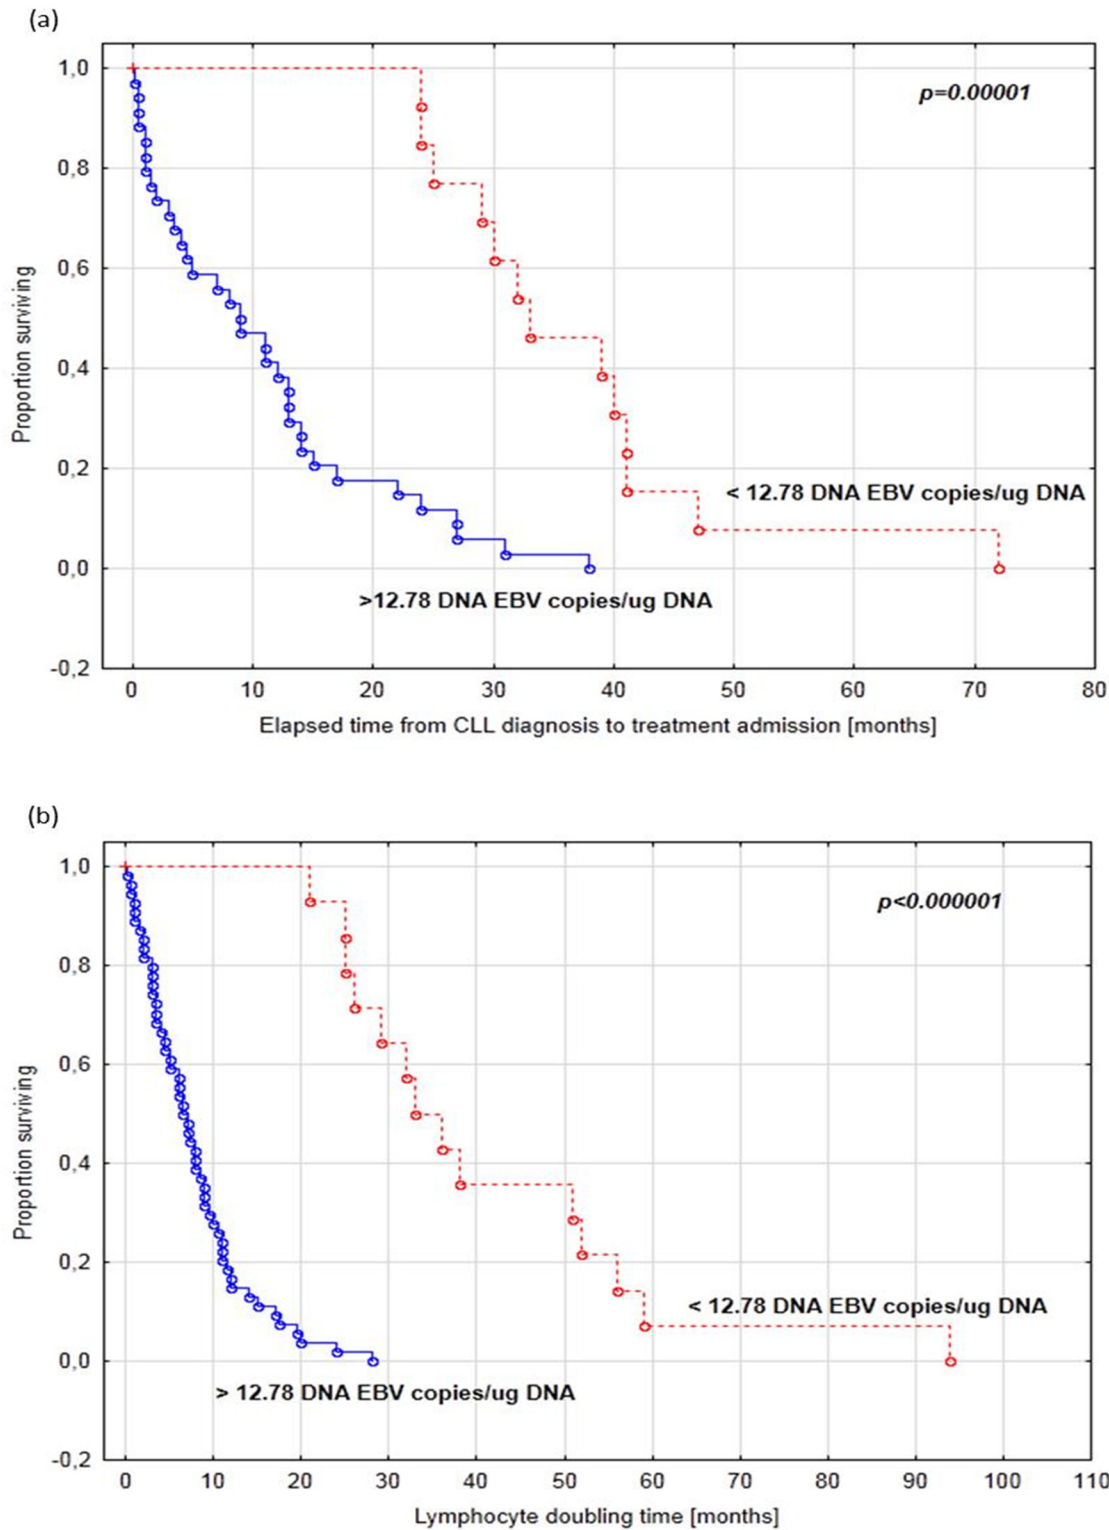 (a)
p=0.00001
1,0
0,8
0,6
0,4
0,2
0,0
-0,2
Proportion surviving
< 12.78 DNA EBV copies/ug DNA
>12.78 DNA EBV copies/ug DNA
0 10 20 30 40 50 60 70 80
Elapsed time from CLL diagnosis to treatment admission [months]
(b)
p<0.000001
1,0
0,8
0,6
0,4
0,2
0,0
-0,2
Proportion surviving
< 12.78 DNA EBV copies/ug DNA
> 12.78 DNA EBV copies/ug DNA
0 10 20 30 40 50 60 70 80 90 100 110
Lymphocyte doubling time [months]